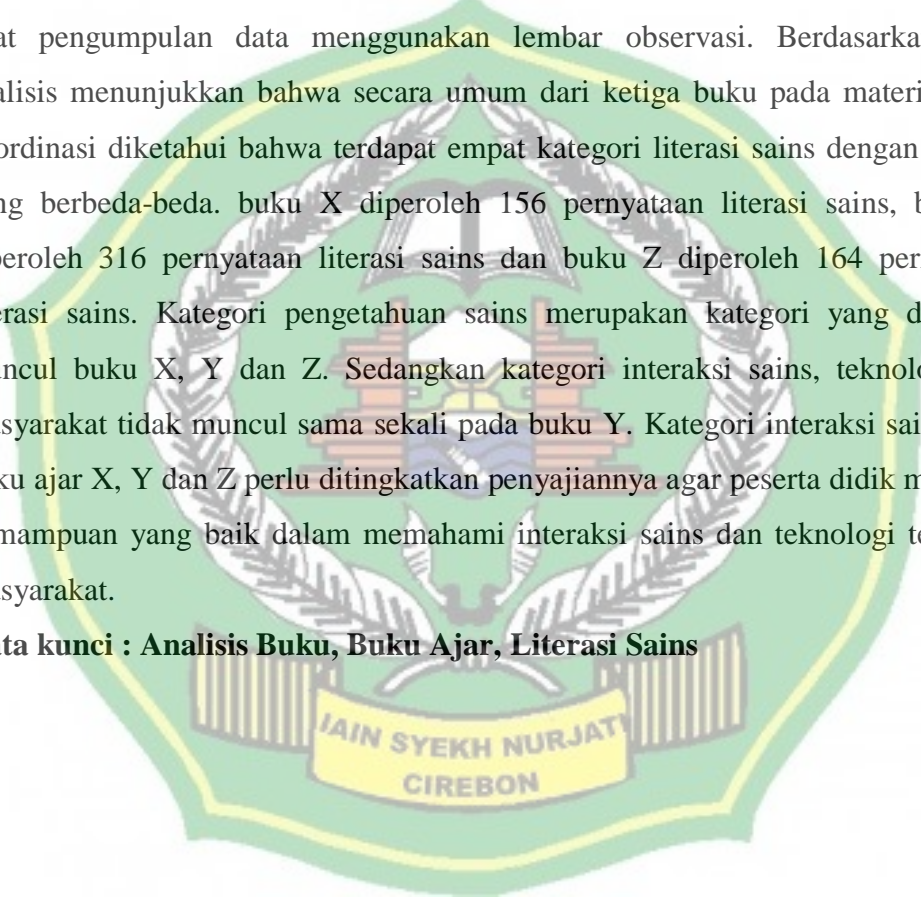 at pengumpulan data menggunakan lembar observasi. Berdasarka
alisis menunjukkan bahwa secara umum dari ketiga buku pada materi
ordinasi diketahui bahwa terdapat empat kategori literasi sains dengan
ng berbeda-beda. buku X diperoleh 156 pernyataan literasi sains, b
peroleh 316 pernyataan literasi sains dan buku Z diperoleh 164 per
erasi sains. Kategori pengetahuan sains merupakan kategori yang d
uncul buku X, Y dan Z. Sedangkan kategori interaksi sains, teknolo
asyarakat tidak muncul sama sekali pada buku Y. Kategori interaksi sai
ku ajar X, Y dan Z perlu ditingkatkan penyajiannya agar peserta didik m
mampuan yang baik dalam memahami interaksi sains dan teknologi te
asyarakat.
ata kunci : Analisis Buku, Buku Ajar, Literasi Sains
IAIN SYEKH NURJATI
CIREBON